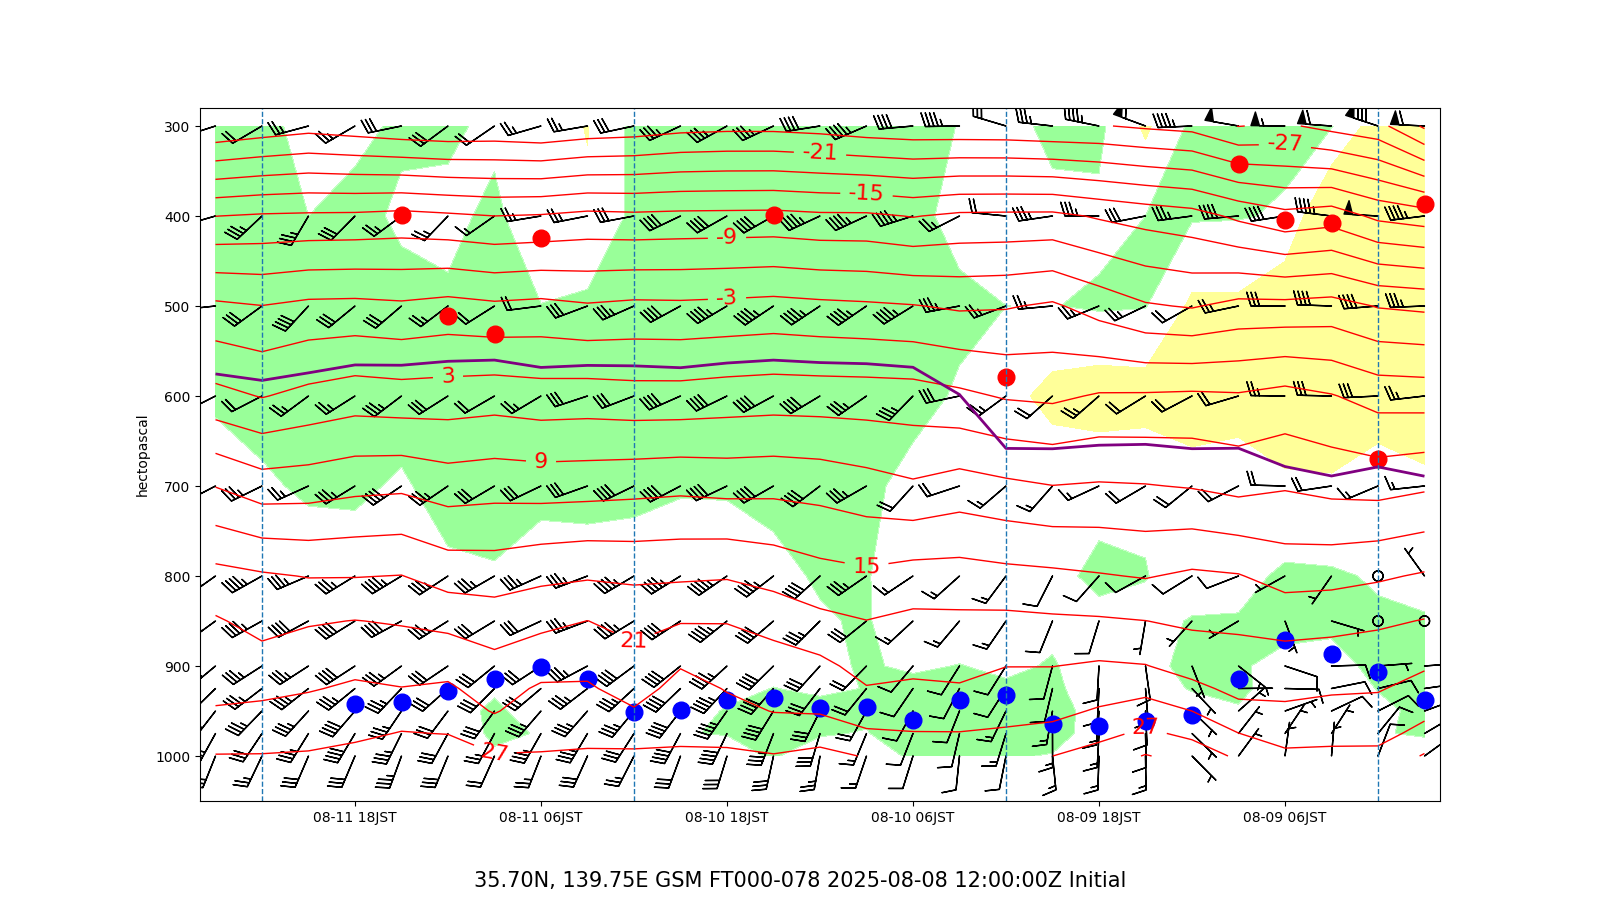 300
400
500
600
700
800
900
1000
hectopascal
-21
-27
-15
-9
-3
3
9
15
21
27
27
08-11 18JST
08-11 06JST
08-10 18JST
08-10 06JST
08-09 18JST
08-09 06JST
35.70N, 139.75E GSM FT000-078 2025-08-08 12:00:00Z Initial